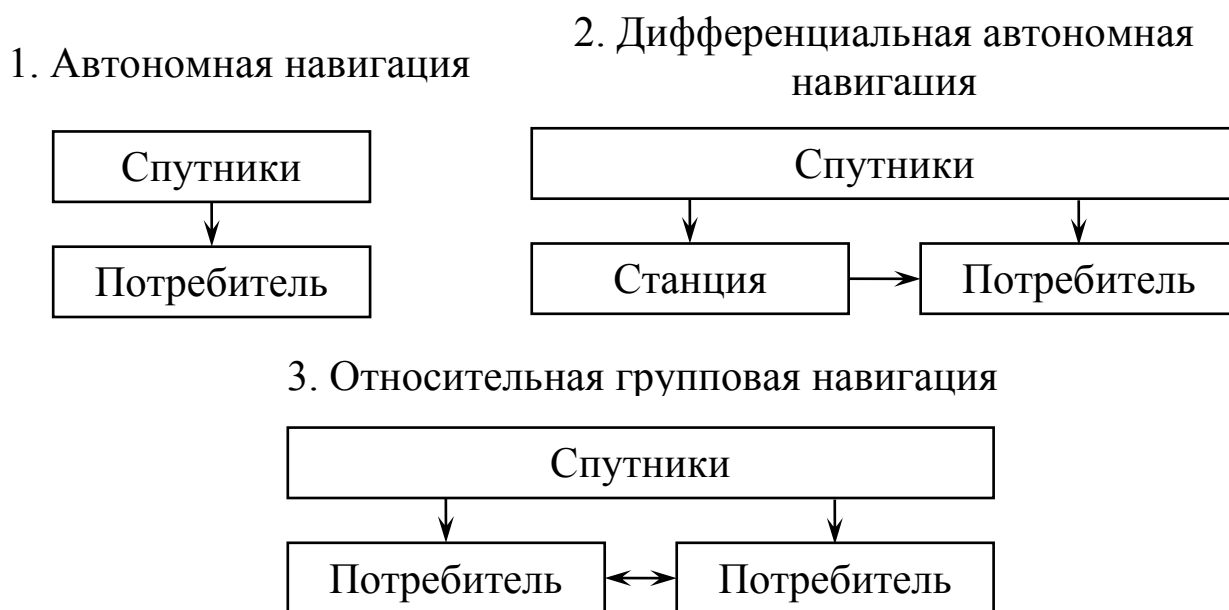 1. Автономная навигация
2. Дифференциальная автономная
навигация
Спутники
Потребитель
Спутники
Станция
Потребитель
3. Относительная групповая навигация
Спутники
Потребитель
Потребитель